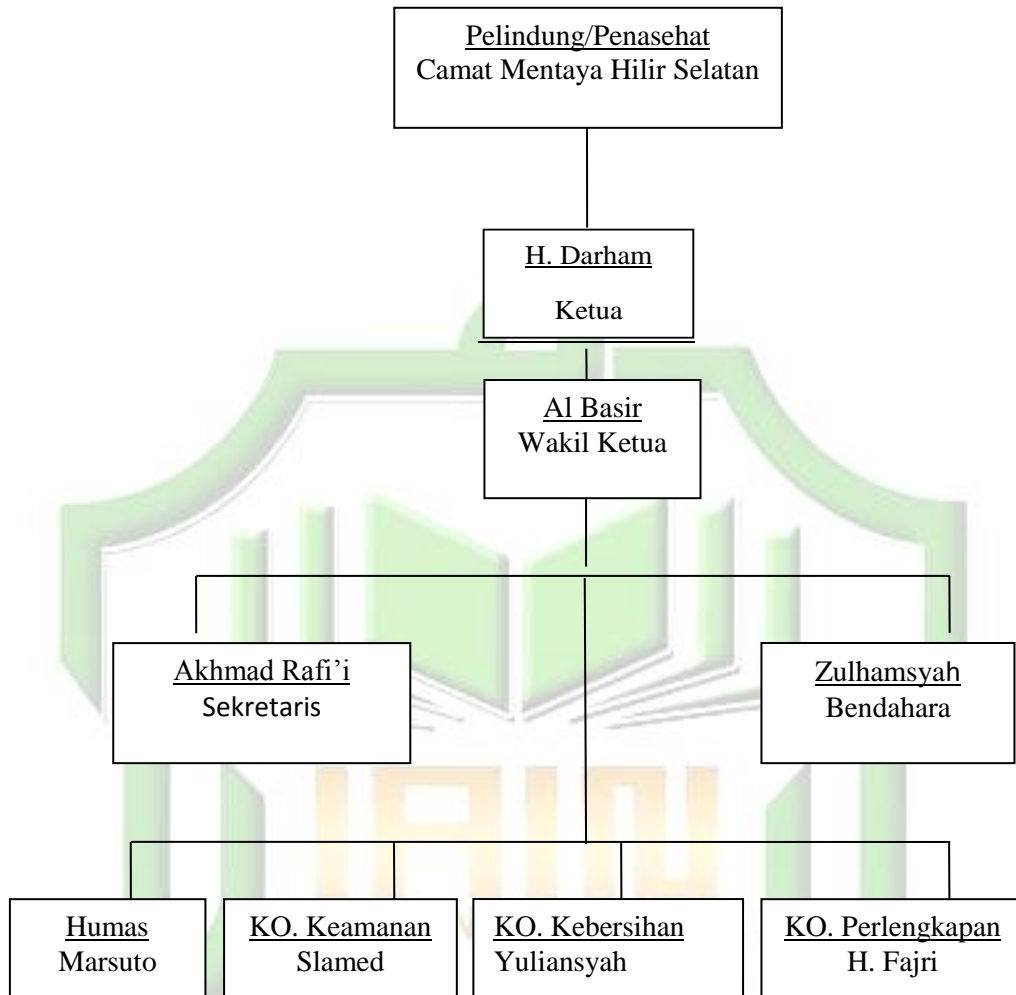 Pelindung/Penasehat
Camat Mentaya Hilir Selatan
H. Darham
Ketua
Al Basir
Wakil Ketua
Akhmad Rafi’i
Sekretaris
Zulhamsyah
Bendahara
Humas
Marsuto
KO. Keamanan
Slamed
KO. Kebersihan
Yuliansyah
KO. Perlengkapan
H. Fajri